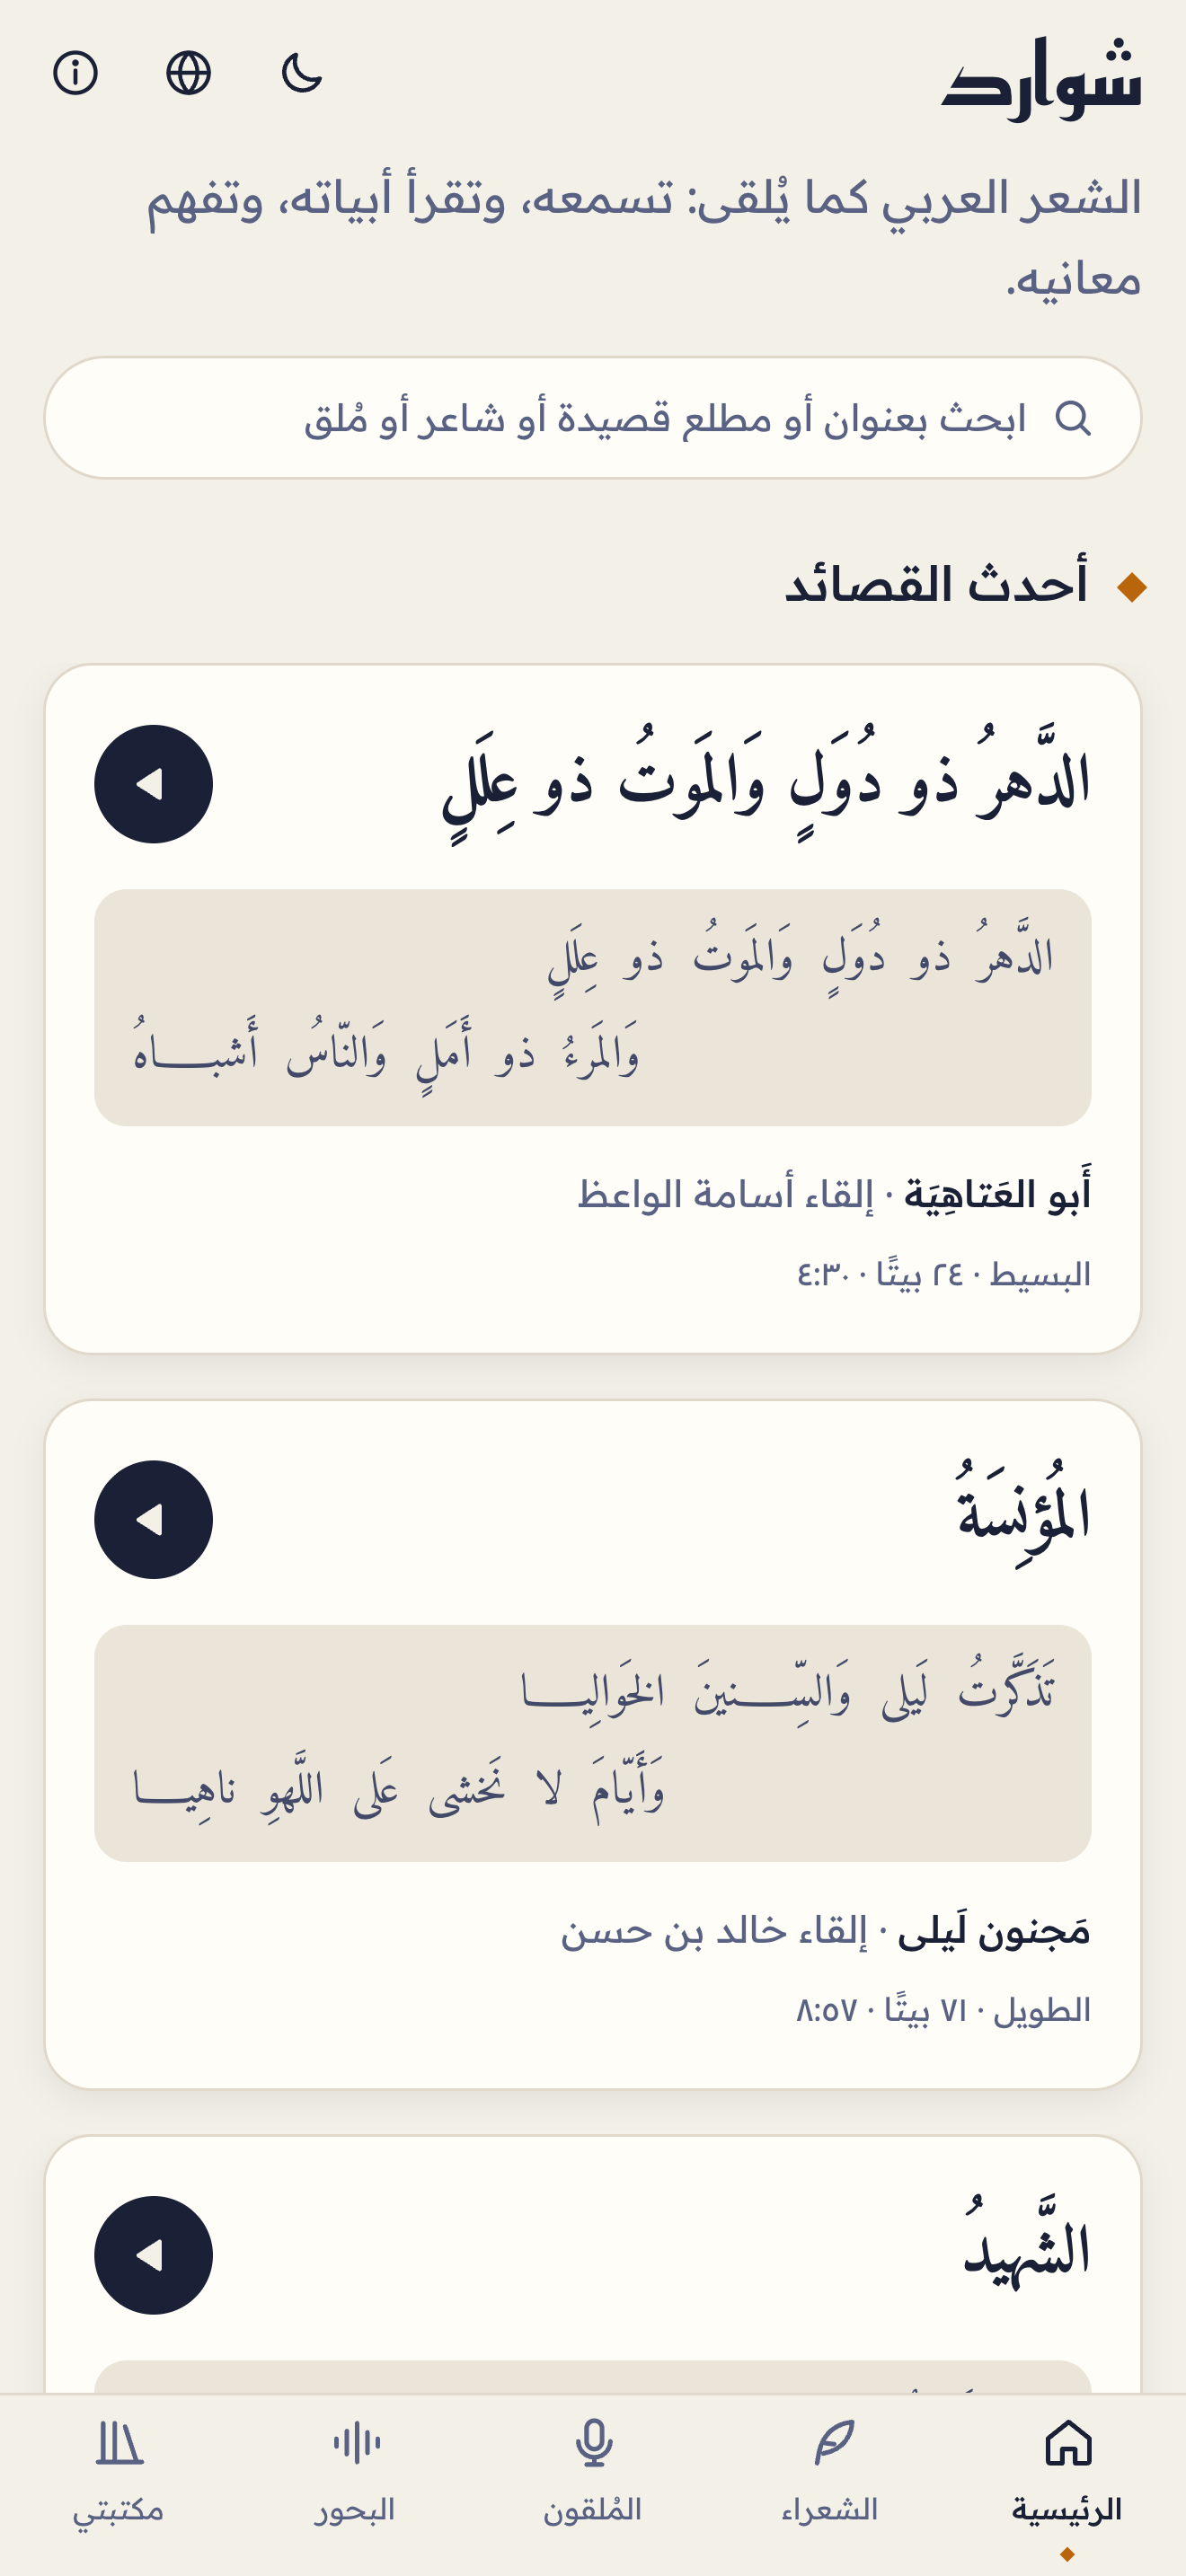 شوارد
الشعر العربي كما يُلقى: تسمعه، وتقرأ أبياته، وتفهم
معانيه.
ابحث بعنوان أو مطلع قصيدة أو شاعر أو مُلق
أحدث القصائد
الدَّهرُ ذو دُوَلٍ وَالمَوتُ ذو عِلَلٍ
الدَّهرُ ذو دُوَلٍ وَالمَوتُ ذو عِلَلٍ
وَالمَرءُ ذو أَمَلٍ وَالنّاسُ أَشبـــاهُ
أَبو العَتاهِيَة · إلقاء أسامة الواعظ
البسيط · ٢٤ بيتًا · ٤:٣٠
المُؤنِسَةُ
تَذَكَّرتُ لَيلى وَالسِّـــنينَ الخَوالِيـــا
وَأَيّامَ لا نَخشى عَلى اللَّهوِ ناهِيـــا
مَجنون لَيلى · إلقاء خالد بن حسن
الطويل · ٧١ بيتًا · ٨:٥٧
الشَّهيدُ
الرئيسية
الشعراء
المُلقون
البحور
مكتبتي